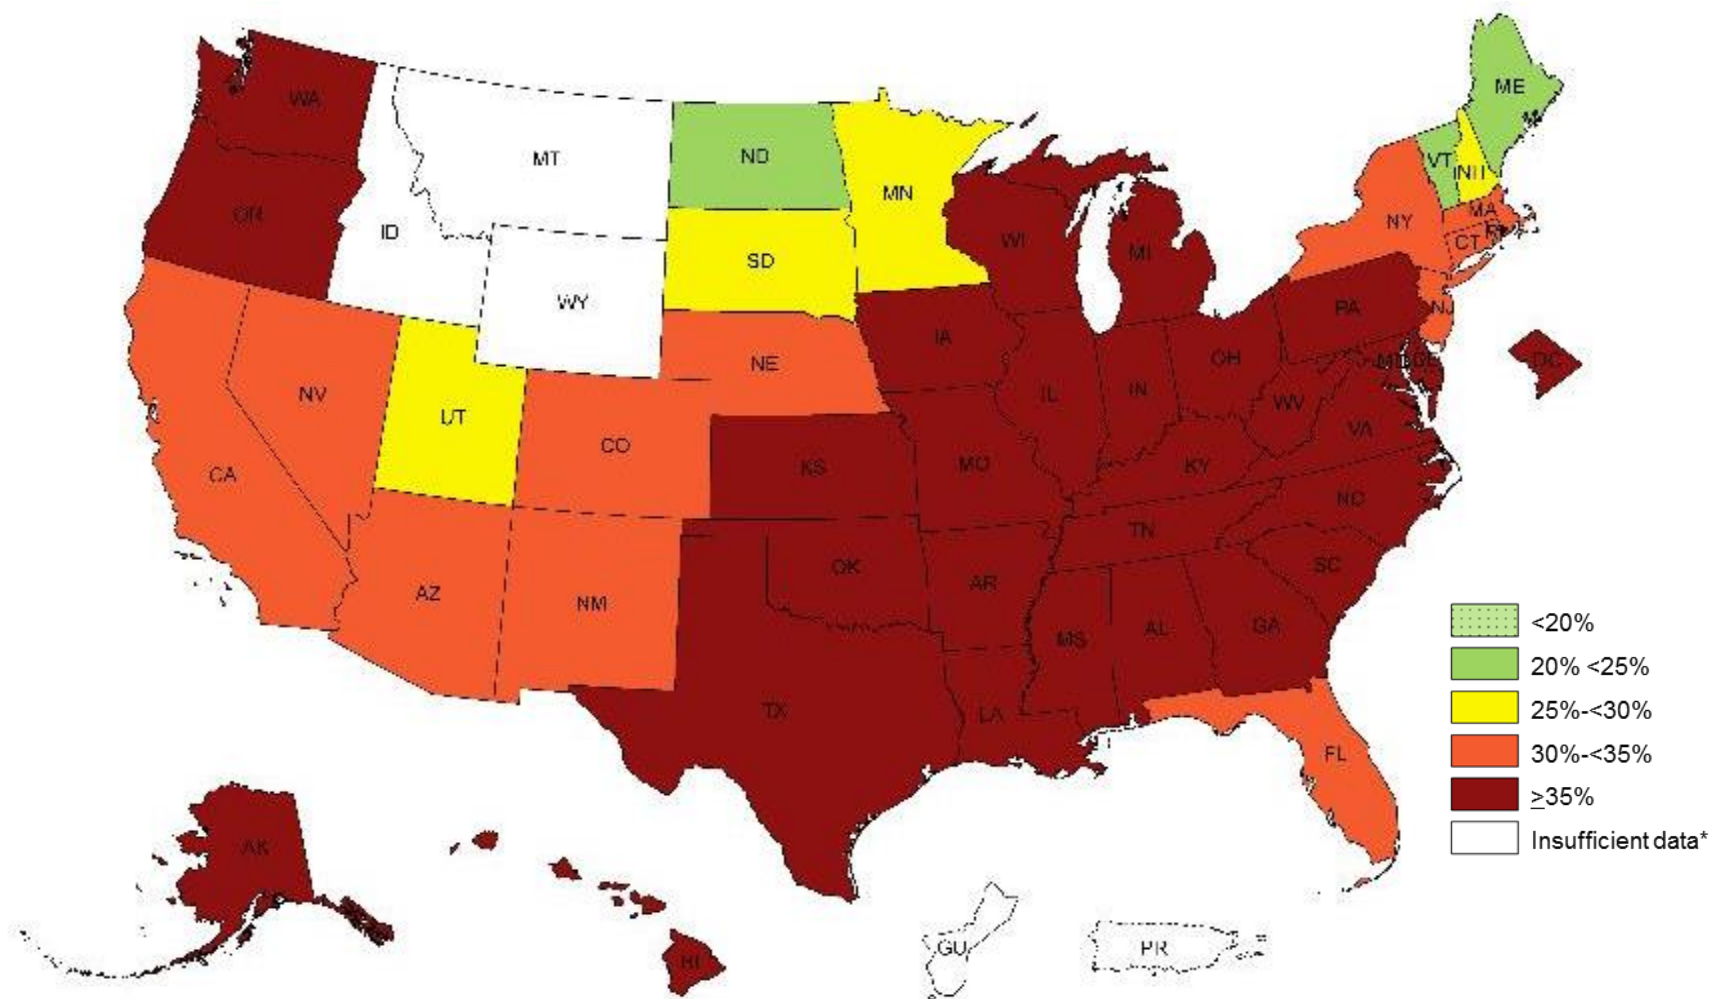 WA
MT
ND
MN
ME
VT
NH
OR
ID
SD
WI
MI
NY
MA
CT
RI
WY
NE
IA
PA
NJ
NV
UT
CO
IL
IN
OH
WV
MD
DE
DC
CA
KS
MO
KY
VA
NC
AZ
NM
OK
AR
TN
SC
TX
LA
MS
AL
GA
FL
AK
HI
GU
PR
<20%
20% <25%
25%-<30%
30%-<35%
≥35%
Insufficient data*